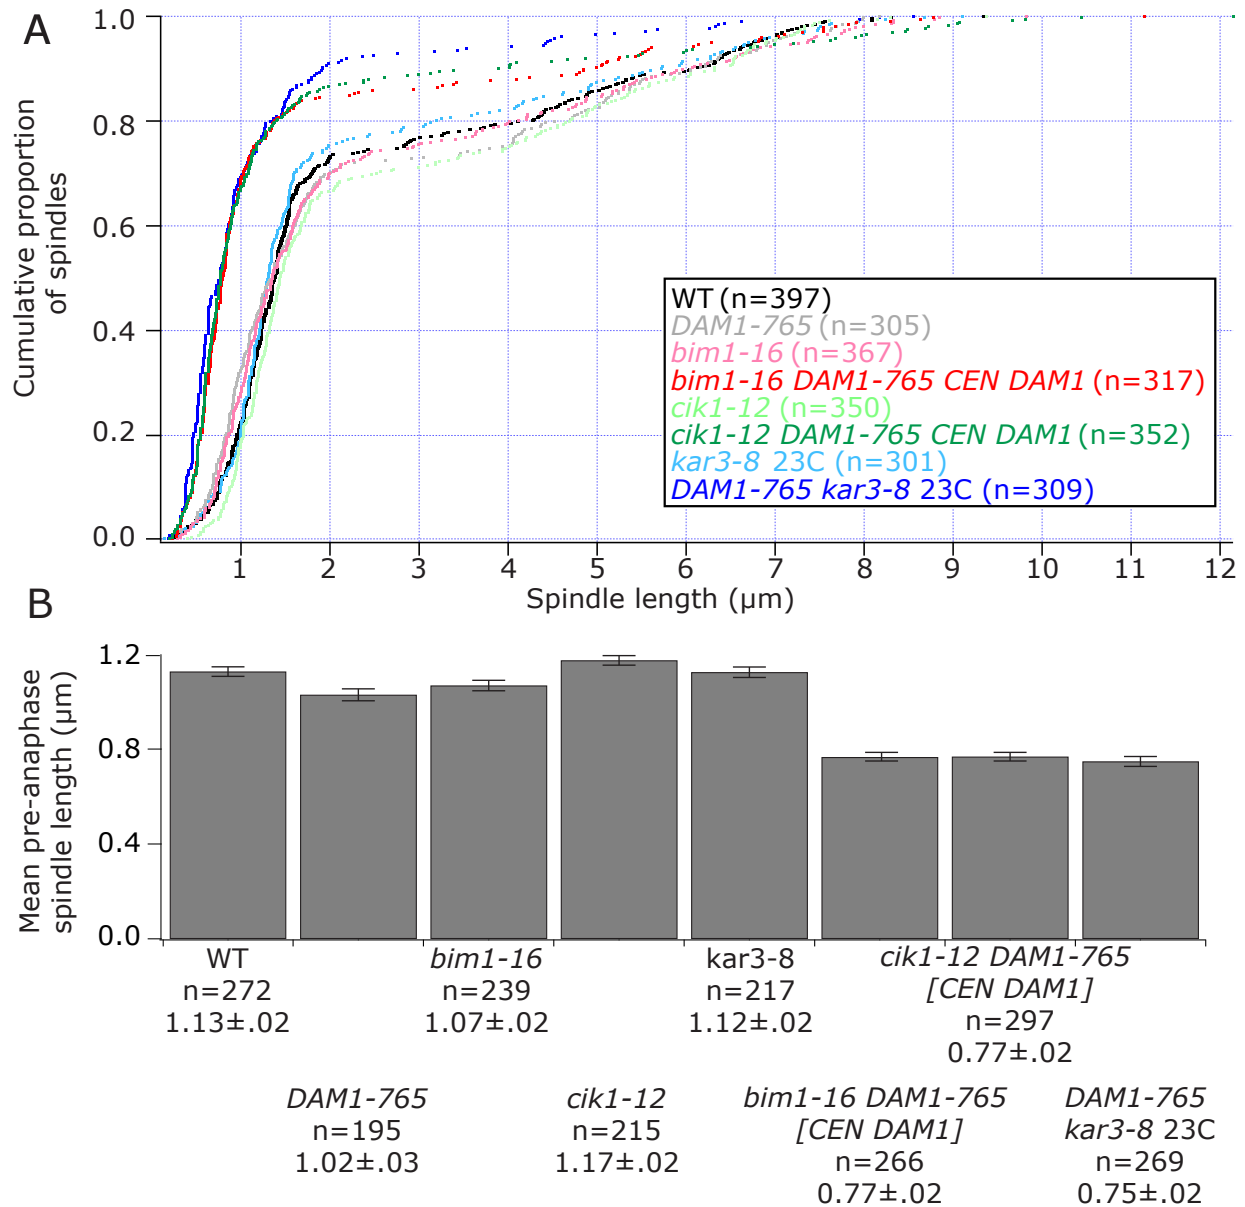 A
Cumulative proportion
of spindles
1.0
0.8
0.6
0.4
0.2
0.0
WT (n=397)
DAM1-765 (n=305)
bim1-16 (n=367)
bim1-16 DAM1-765 CEN DAM1 (n=317)
cik1-12 (n=350)
cik1-12 DAM1-765 CEN DAM1 (n=352)
kar3-8 23C (n=301)
DAM1-765 kar3-8 23C (n=309)
1 2 3 4 5 6 7 8 9 10 11 12
Spindle length (µm)
B
Mean pre-anaphase
spindle length (µm)
1.2
0.8
0.4
0.0
WT
n=272
1.13±.02
DAM1-765
n=195
1.02±.03
bim1-16
n=239
1.07±.02
cik1-12
n=215
1.17±.02
kar3-8
n=217
1.12±.02
bim1-16 DAM1-765
[CEN DAM1]
n=266
0.77±.02
cik1-12 DAM1-765
[CEN DAM1]
n=297
0.77±.02
DAM1-765
kar3-8 23C
n=269
0.75±.02